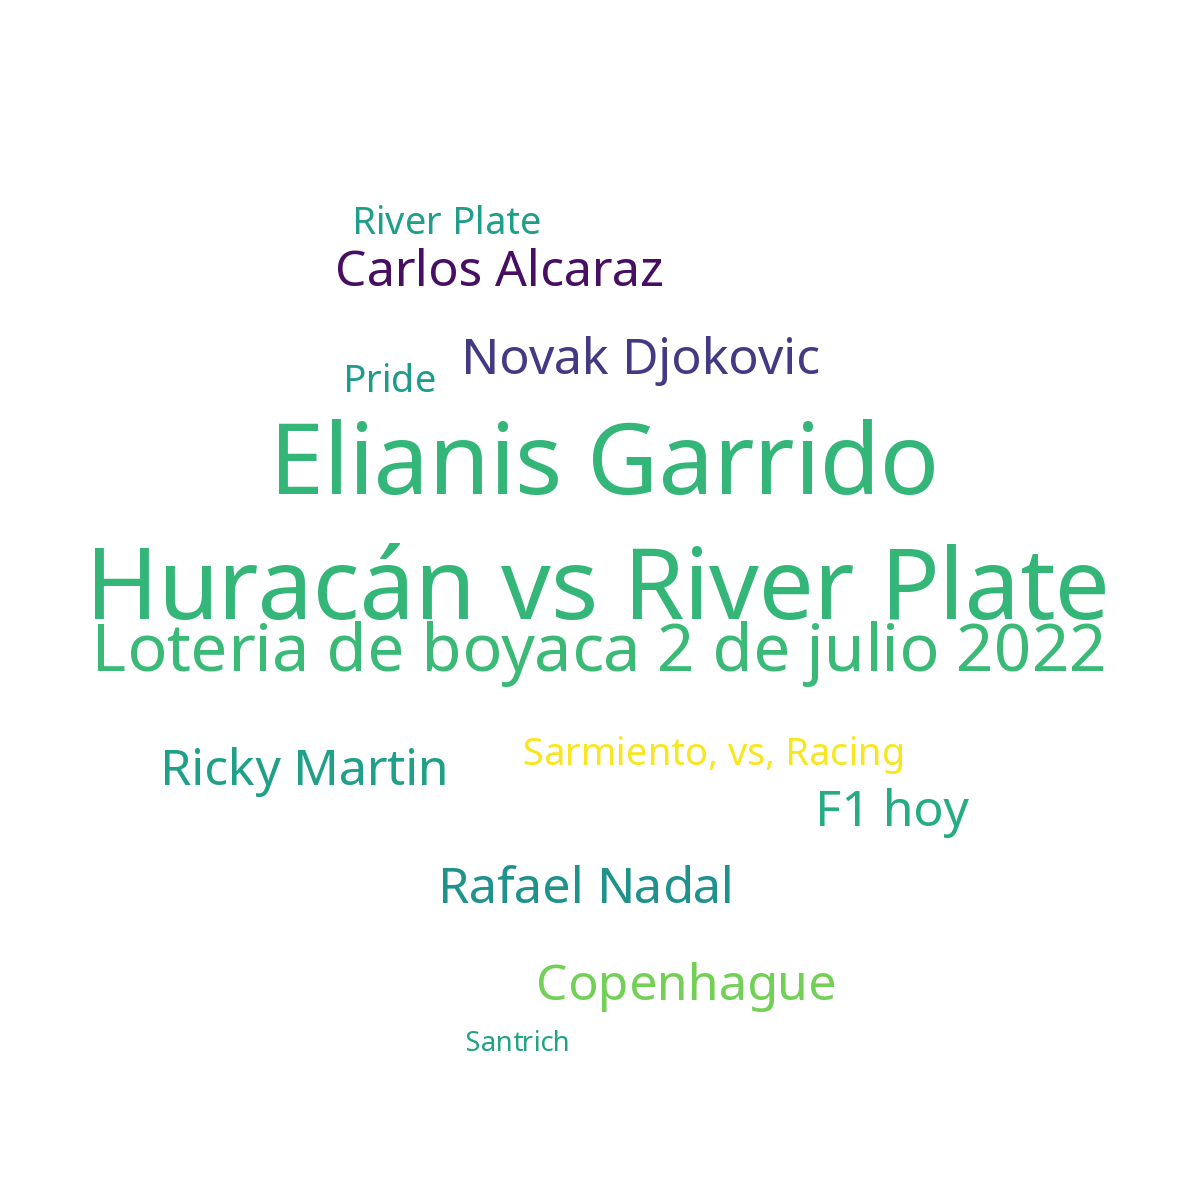 River Plate
Carlos Alcaraz
Novak Djokovic
Pride
Elianis Garrido
Huracán vs River Plate
Loteria de boyaca 2 de julio 2022
Sarmiento, vs, Racing
Ricky Martin
F1 hoy
Rafael Nadal
Copenhague
Santrich